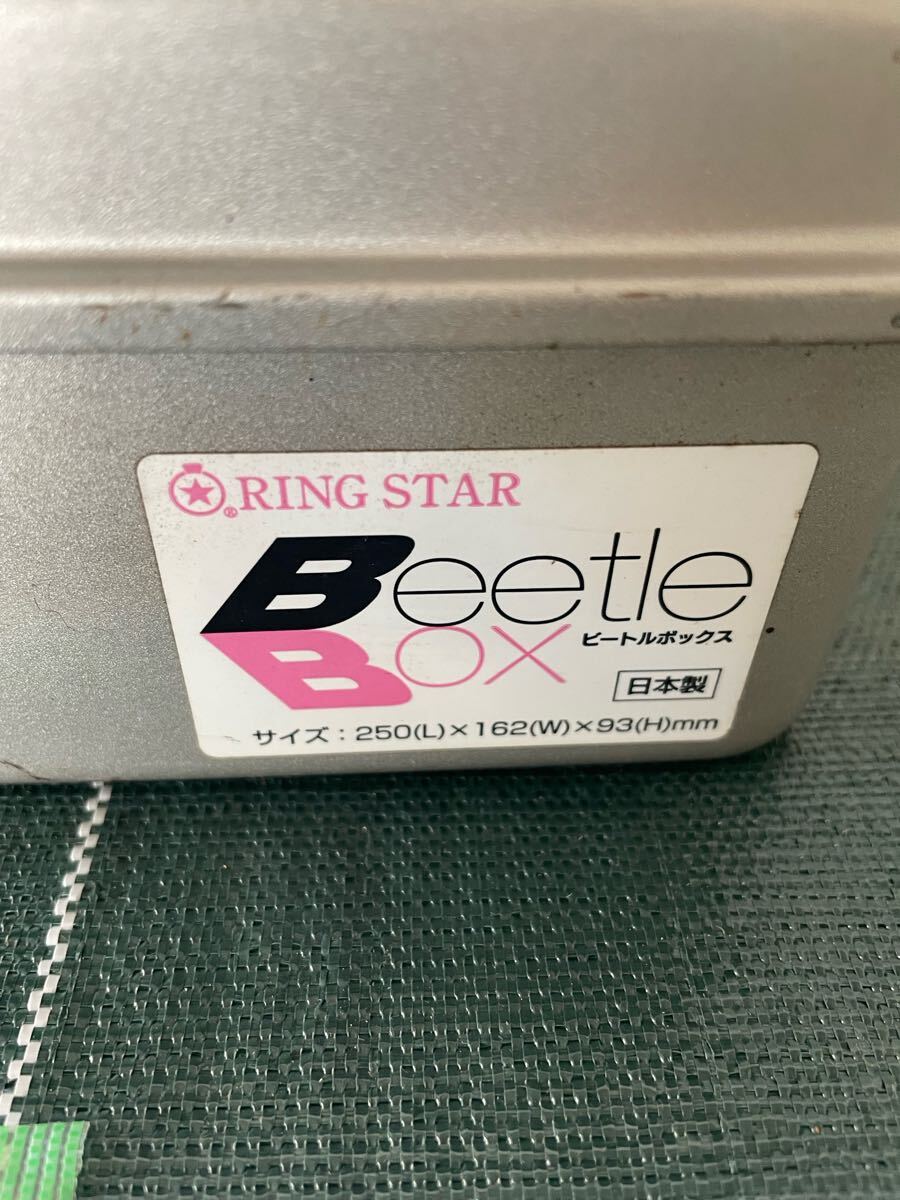 ® RING STAR
Beetle
Box
ビートルボックス
日本製
サイズ：250(L)×162(W)×93(H)mm